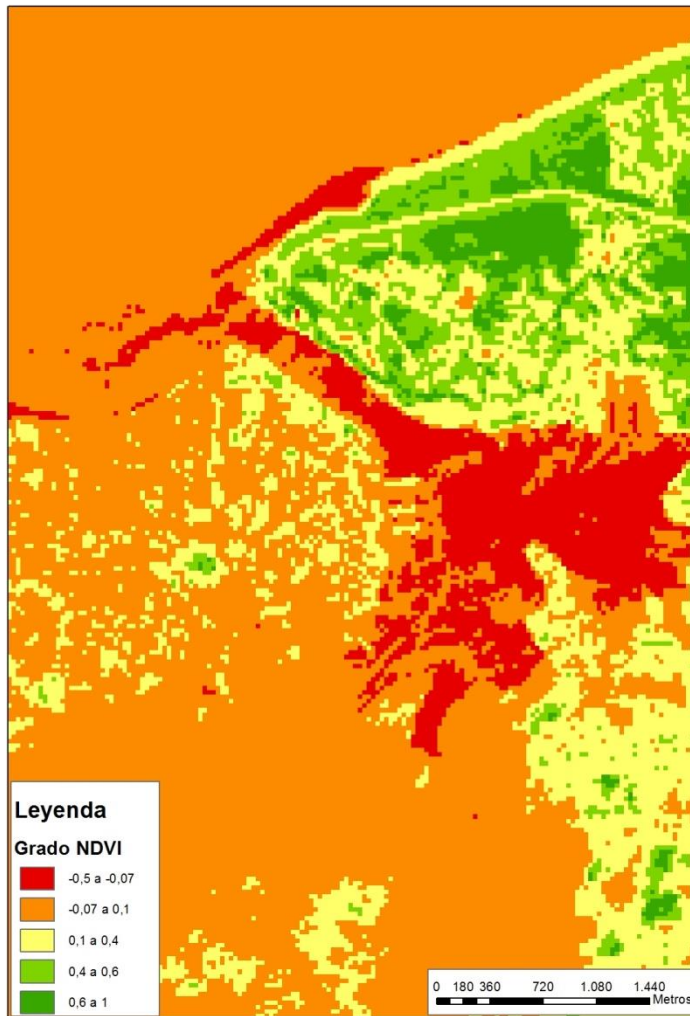 Leyenda
Grado NDVI
-0,5 a -0,07
-0,07 a 0,1
0,1 a 0,4
0,4 a 0,6
0,6 a 1
0 180 360 720 1.080 1.440
Metros